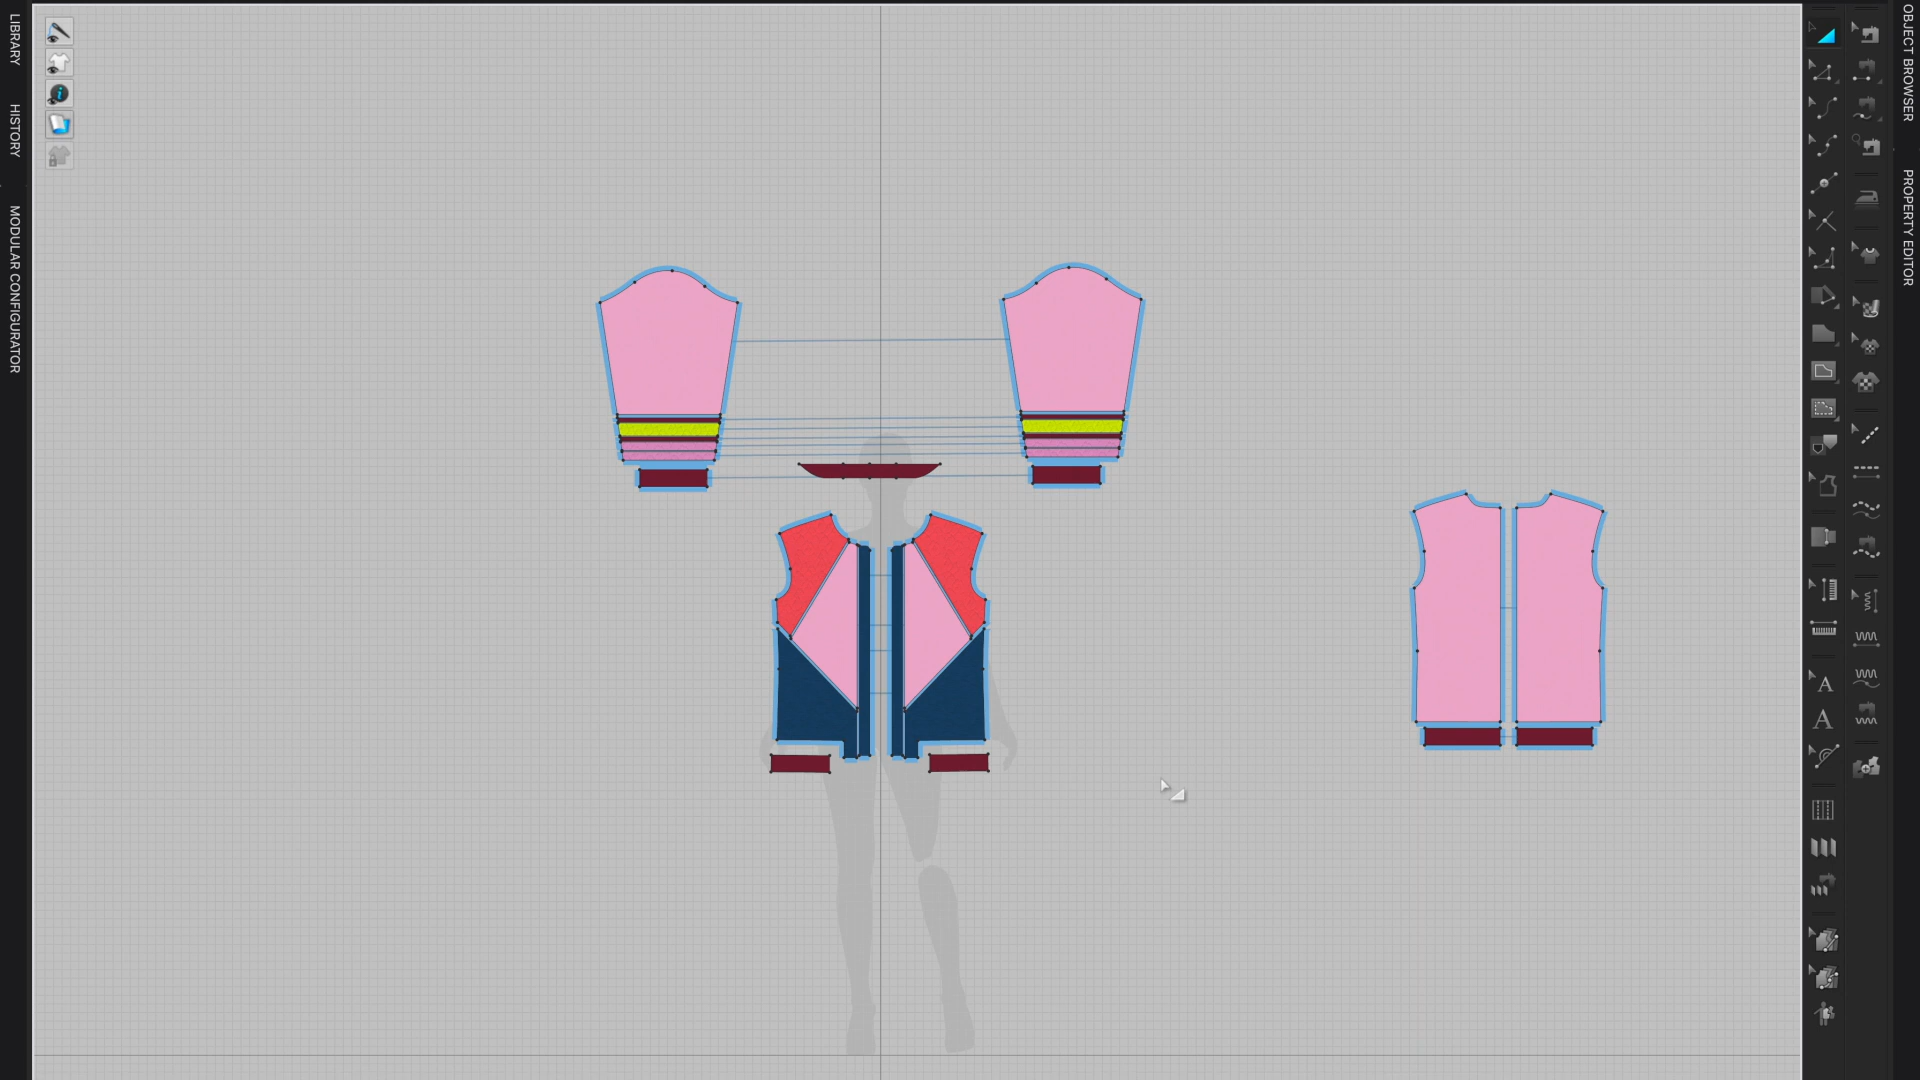 LIBRARY
HISTORY
MODULAR CONFIGURATOR
OBJECT BROWSER
PROPERTY EDITOR
A
A